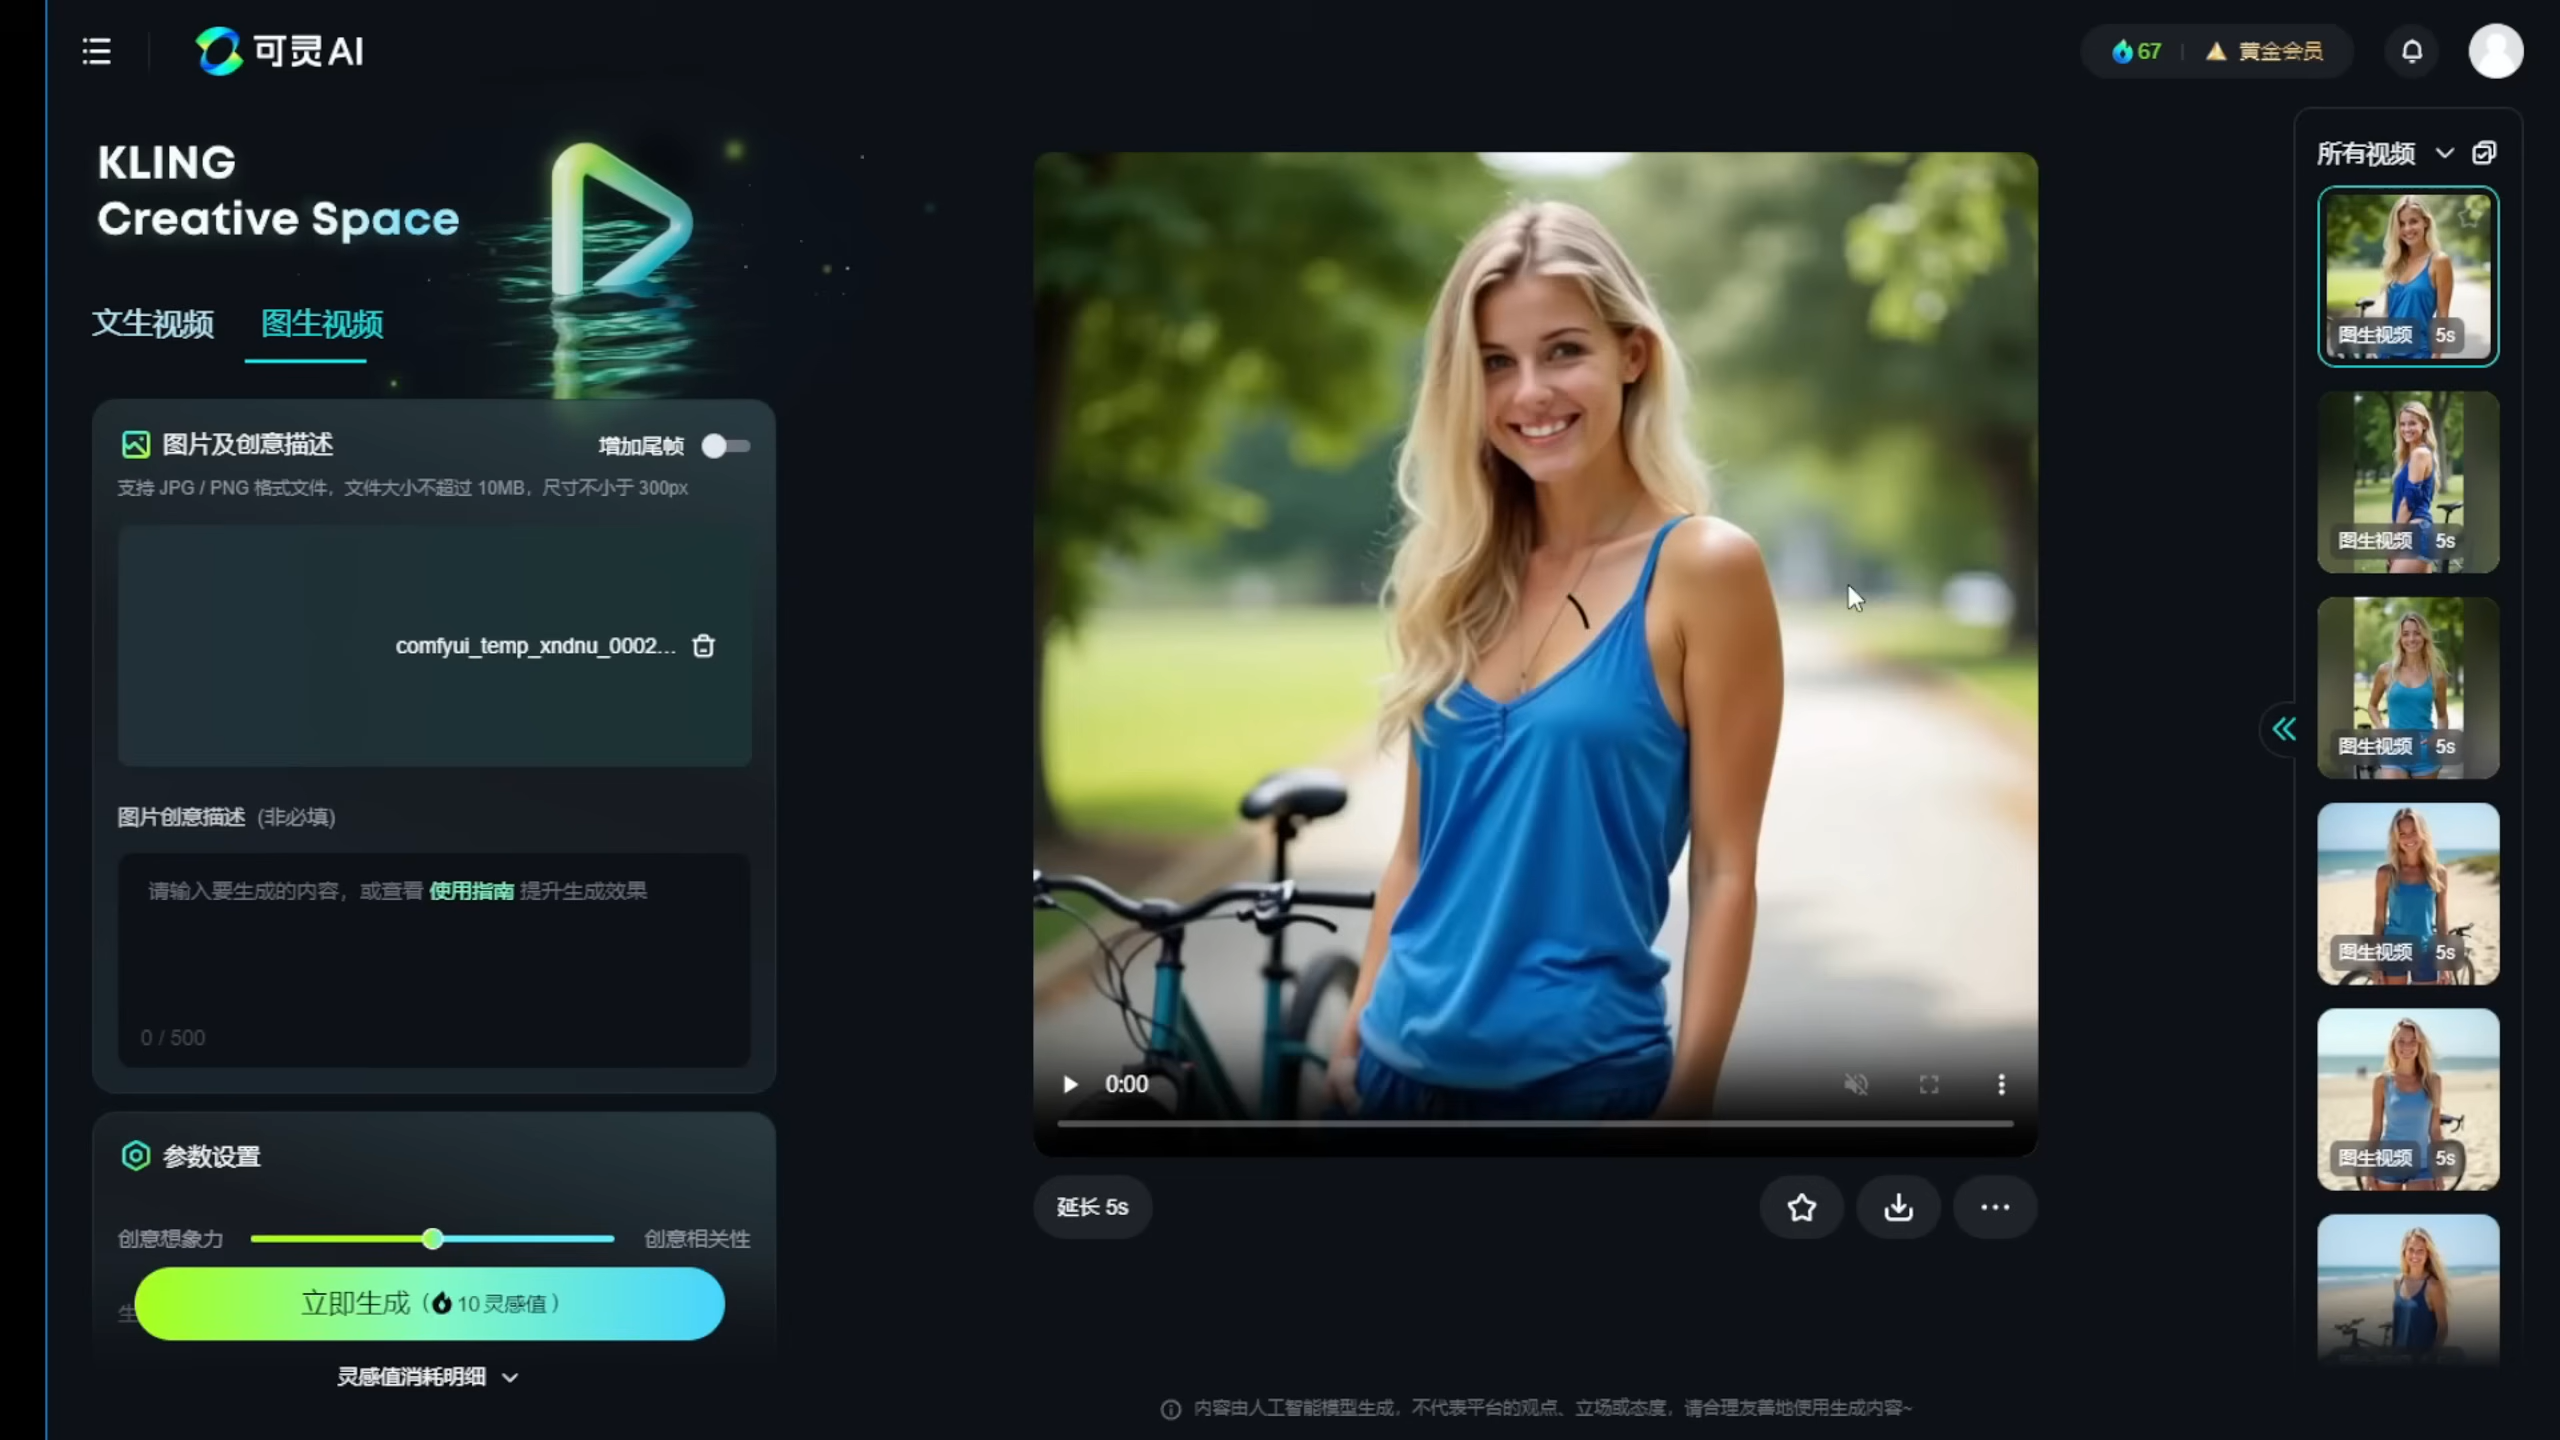 可灵AI
67
黄金会员
KLING
Creative Space
文生视频
图生视频
图片及创意描述
增加尾帧
支持 JPG / PNG 格式文件，文件大小不超过 10MB，尺寸不小于 300px
comfyui_temp_xndnu_0002...
图片创意描述 (非必填)
请输入要生成的内容，或查看 使用指南 提升生成效果
0 / 500
参数设置
创意想象力
创意相关性
生
立即生成 ( 10 灵感值 )
灵感值消耗明细
0:00
延长 5s
内容由人工智能模型生成，不代表平台的观点、立场或态度，请合理友善地使用生成内容~
所有视频
图生视频 5s
图生视频 5s
图生视频 5s
图生视频 5s
图生视频 5s